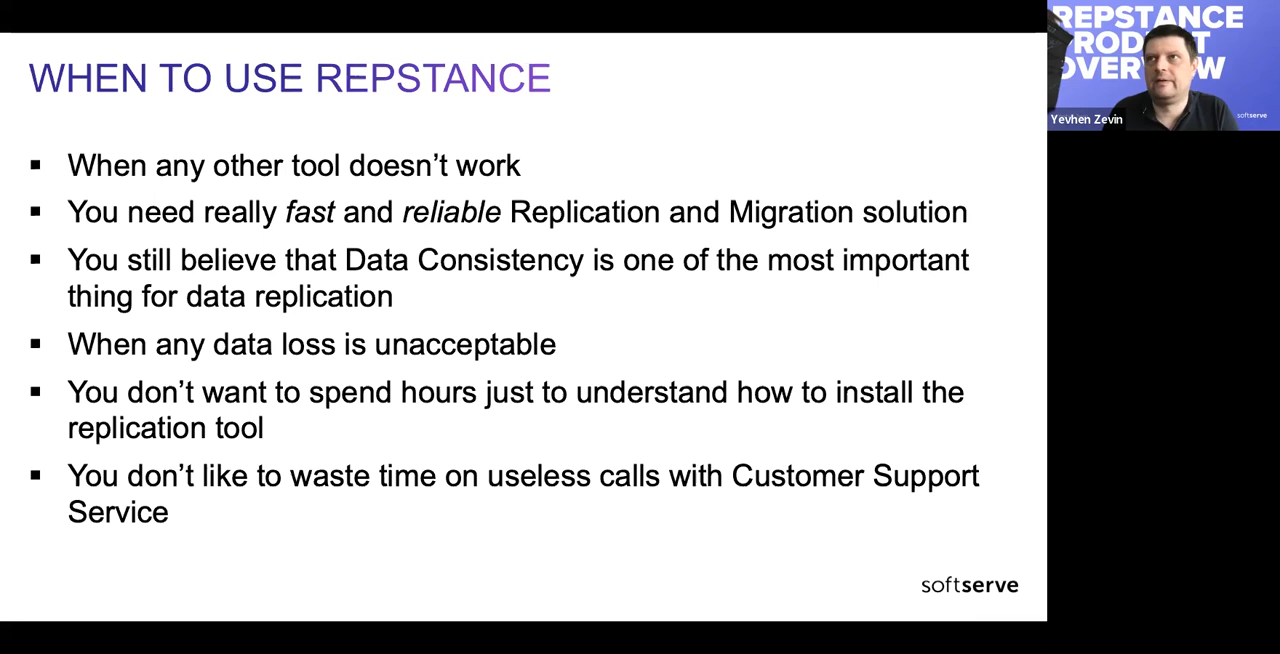 WHEN TO USE REPSTANCE
▪ When any other tool doesn’t work
▪ You need really fast and reliable Replication and Migration solution
▪ You still believe that Data Consistency is one of the most important
thing for data replication
▪ When any data loss is unacceptable
▪ You don’t want to spend hours just to understand how to install the
replication tool
▪ You don’t like to waste time on useless calls with Customer Support
Service
softserve
REPSTANCE
Yevhen Zevin
softserve